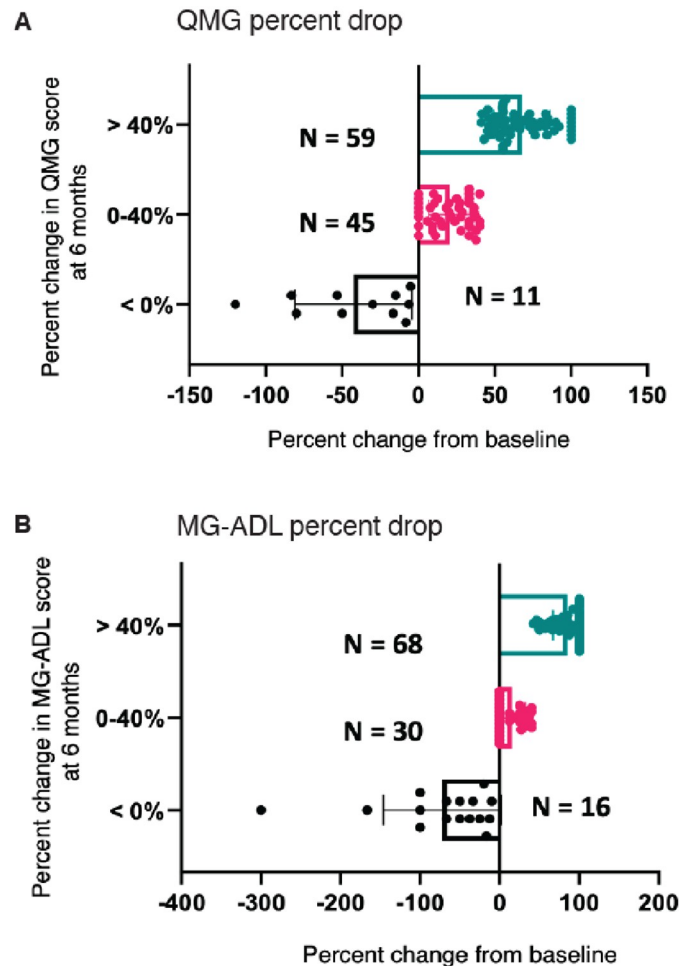 A
QMG percent drop
Percent change in QMG score
at 6 months
> 40%
N = 59
0-40%
N = 45
< 0%
N = 11
-150 -100 -50 0 50 100 150
Percent change from baseline
B
MG-ADL percent drop
Percent change in MG-ADL score
at 6 months
> 40%
N = 68
0-40%
N = 30
< 0%
N = 16
-400 -300 -200 -100 0 100 200
Percent change from baseline